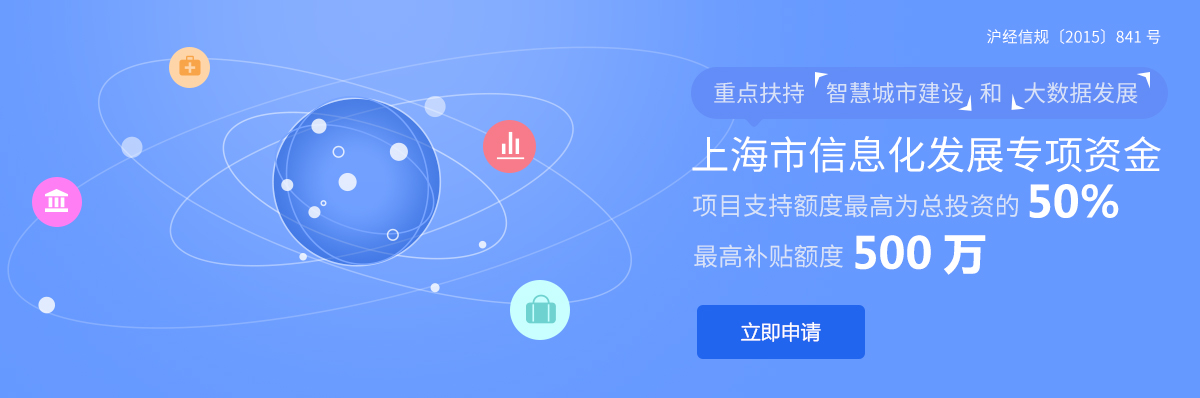 沪经信规〔2015〕841 号
重点扶持「智慧城市建设」和「大数据发展」
上海市信息化发展专项资金
项目支持额度最高为总投资的 50%
最高补贴额度 500 万
立即申请